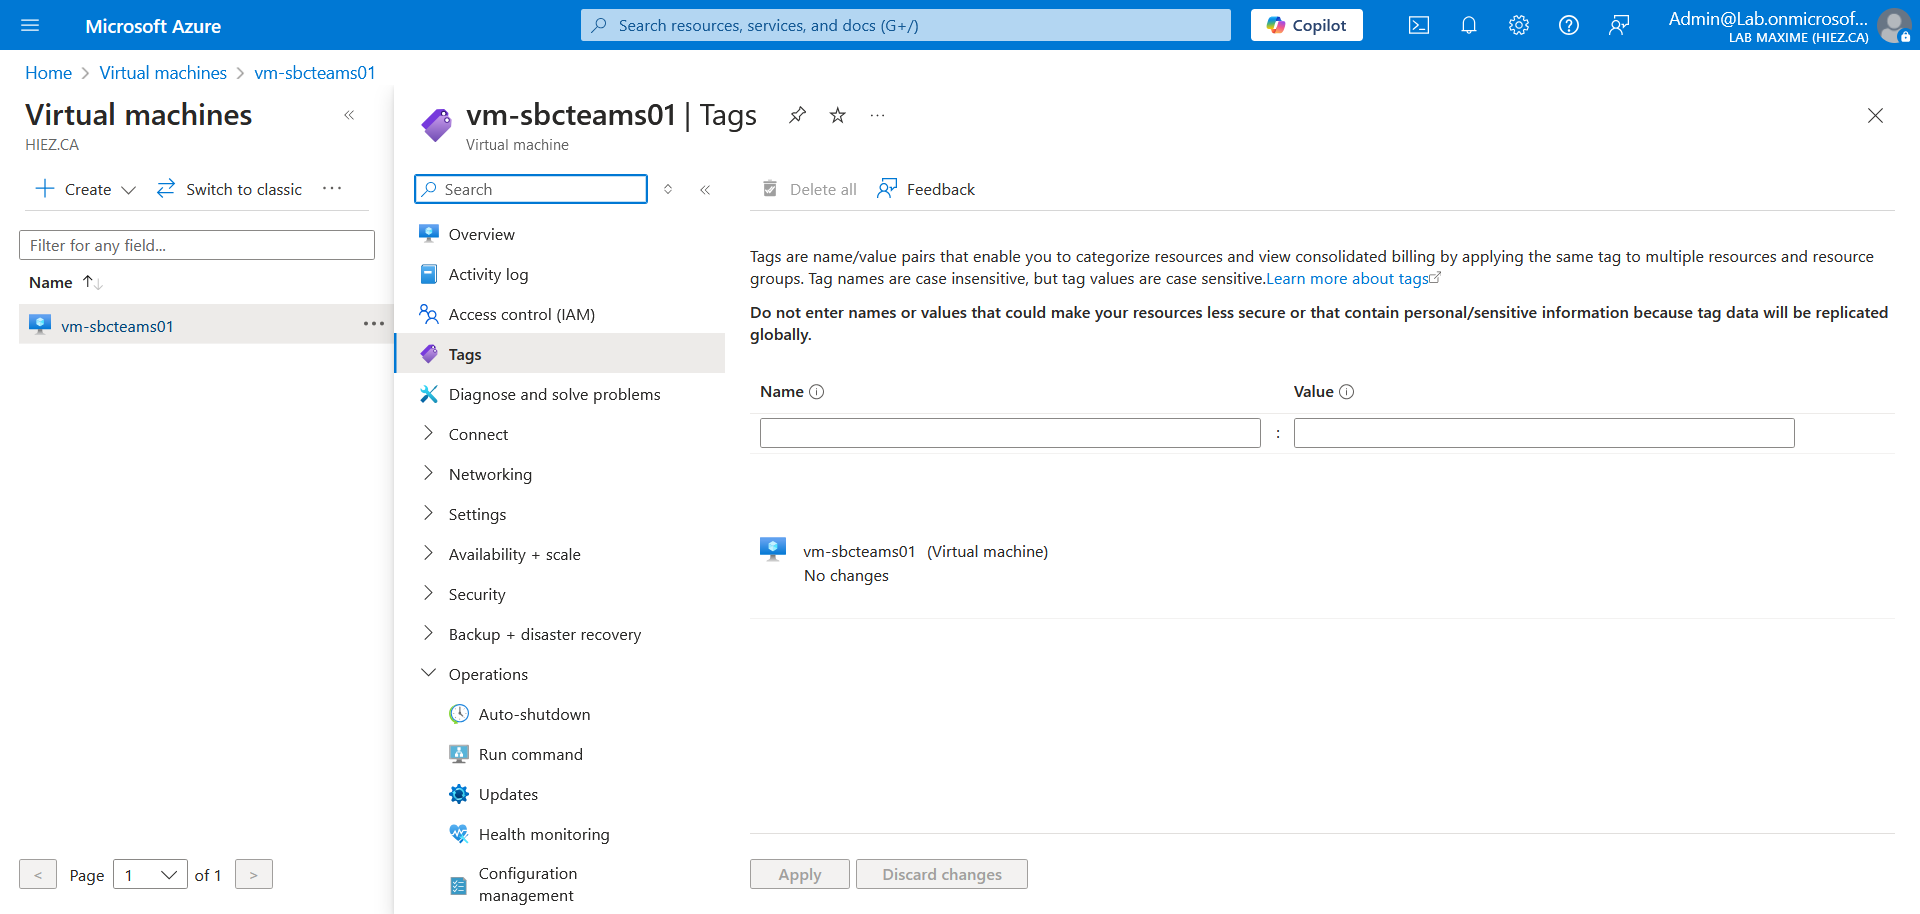 Microsoft Azure
Search resources, services, and docs (G+/)
Copilot
Admin@Lab.onmicrosof...
LAB MAXIME (HIEZ.CA)
Home > Virtual machines > vm-sbcteams01
Virtual machines
HIEZ.CA
Create
Switch to classic
Filter for any field...
Name
vm-sbcteams01
< Page 1 of 1 >
vm-sbcteams01 | Tags
Virtual machine
Search
Overview
Activity log
Access control (IAM)
Tags
Diagnose and solve problems
Connect
Networking
Settings
Availability + scale
Security
Backup + disaster recovery
Operations
Auto-shutdown
Run command
Updates
Health monitoring
Configuration
management
Delete all
Feedback
Tags are name/value pairs that enable you to categorize resources and view consolidated billing by applying the same tag to multiple resources and resource
groups. Tag names are case insensitive, but tag values are case sensitive.Learn more about tags
Do not enter names or values that could make your resources less secure or that contain personal/sensitive information because tag data will be replicated
globally.
Name Value
:
vm-sbcteams01 (Virtual machine)
No changes
Apply
Discard changes